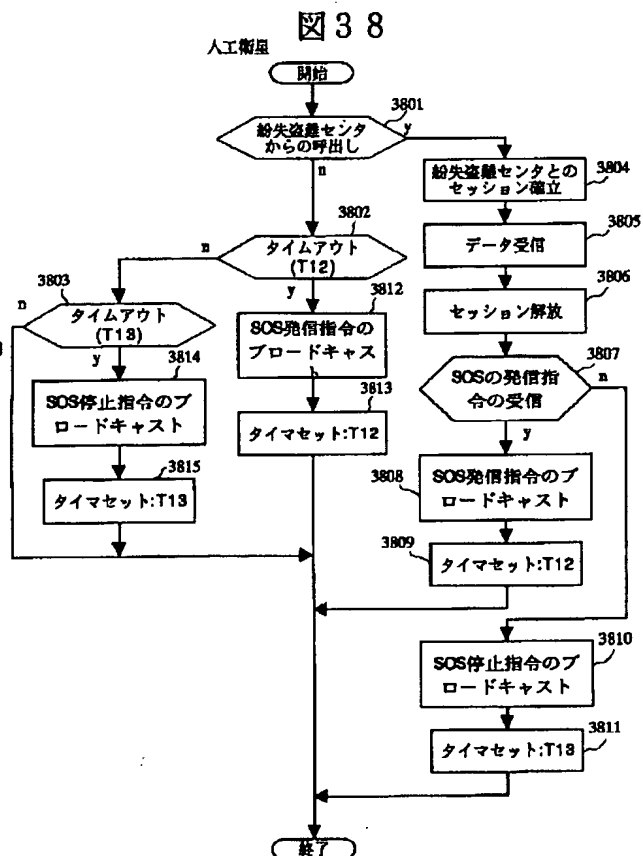 図38
人工衛星
開始
3801
紛失盗難センタ
からの呼出し
y
n
3804
紛失盗難センタとの
セッション確立
3802
タイムアウト
(T12)
n
y
3805
データ受信
3803
タイムアウト
(T13)
n
y
3812
SOS発信指令の
ブロードキャス
3806
セッション解放
3807
SOSの発信指
令の受信
n
y
3814
SOS停止指令のブ
ロードキャスト
3813
タイマセット:T12
3815
タイマセット:T13
3808
SOS発信指令のブ
ロードキャスト
3809
タイマセット:T12
3810
SOS停止指令のブ
ロードキャスト
3811
タイマセット:T13
終了